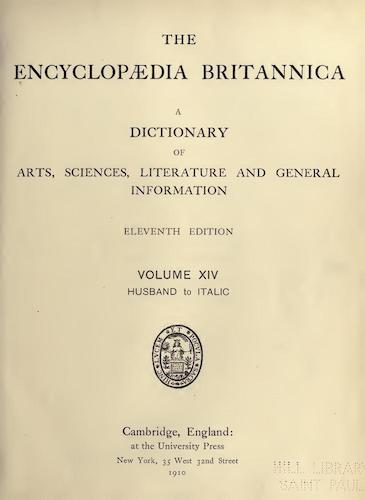 THE
ENCYCLOPÆDIA BRITANNICA
A
DICTIONARY
OF
ARTS, SCIENCES, LITERATURE AND GENERAL
INFORMATION
ELEVENTH EDITION
VOLUME XIV
HUSBAND to ITALIC
Cambridge, England:
at the University Press
New York, 35 West 32nd Street
1910
HILL LIBRARY
SAINT PAUL